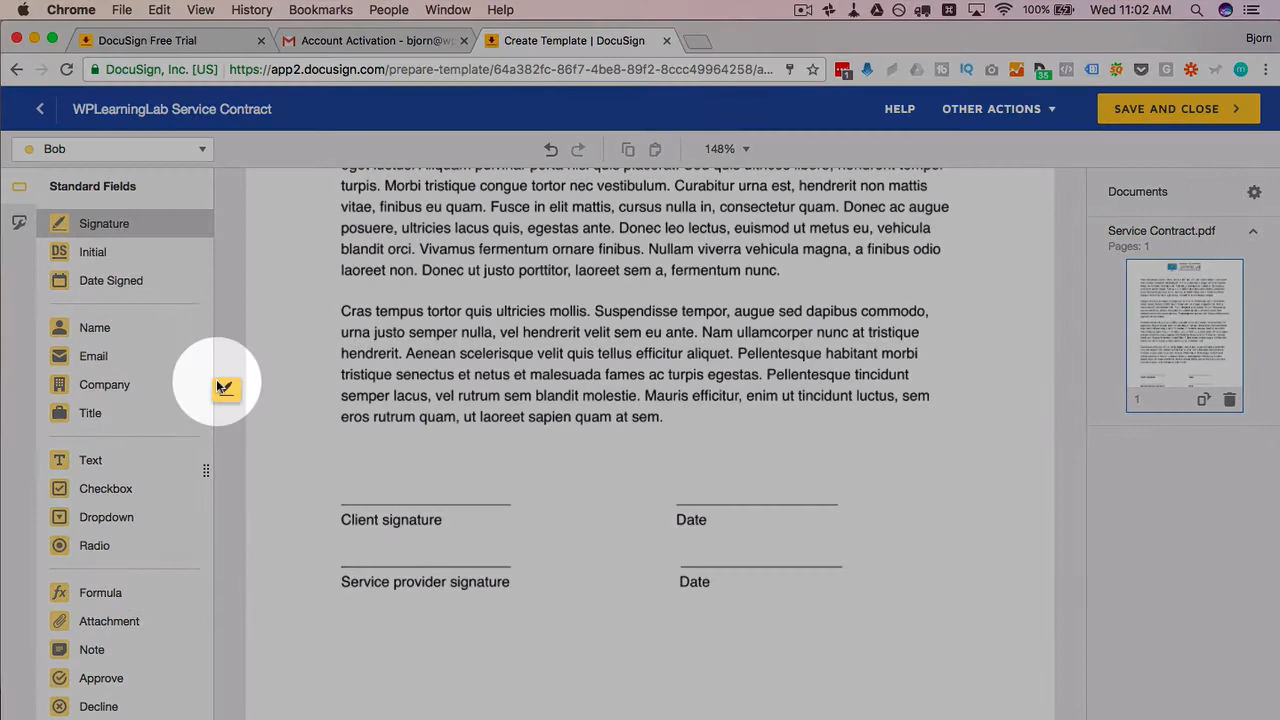 Chrome File Edit View History Bookmarks People Window Help 100% Wed 11:02 AM
DocuSign Free Trial Account Activation - bjorn@w Create Template | DocuSign Bjorn
DocuSign, Inc. [US] https://app2.docusign.com/prepare-template/64a382fc-86f7-4be8-89f2-8ccc49964258/a...
WPLearningLab Service Contract HELP OTHER ACTIONS SAVE AND CLOSE
Bob 148%
Standard Fields
Signature
DS Initial
Date Signed
Name
Email
Company
Title
Text
Checkbox
Dropdown
Radio
fx Formula
Attachment
Note
Approve
Decline
turpis. Morbi tristique congue tortor nec vestibulum. Curabitur urna est, hendrerit non mattis
vitae, finibus eu quam. Fusce in elit mattis, cursus nulla in, consectetur quam. Donec ac augue
posuere, ultricies lacus quis, egestas ante. Donec leo lectus, euismod ut metus eu, vehicula
blandit orci. Vivamus fermentum ornare finibus. Nullam viverra vehicula magna, a finibus odio
laoreet non. Donec ut justo porttitor, laoreet sem a, fermentum nunc.
Cras tempus tortor quis ultricies mollis. Suspendisse tempor, augue sed dapibus commodo,
urna justo semper nulla, vel hendrerit velit sem eu ante. Nam ullamcorper nunc at tristique
hendrerit. Aenean scelerisque velit quis tellus efficitur aliquet. Pellentesque habitant morbi
tristique senectus et netus et malesuada fames ac turpis egestas. Pellentesque tincidunt
semper lacus, vel rutrum sem blandit molestie. Mauris efficitur, enim ut tincidunt luctus, sem
eros rutrum quam, ut laoreet sapien quam at sem.
Client signature Date
Service provider signature Date
Documents
Service Contract.pdf
Pages: 1
1